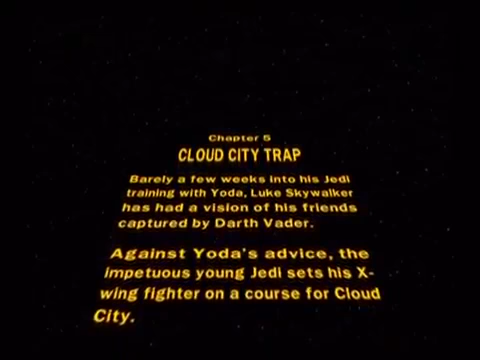 Chapter 5
CLOUD CITY TRAP
Barely a few weeks into his Jedi
training with Yoda, Luke Skywalker
has had a vision of his friends
captured by Darth Vader.
Against Yoda's advice, the
impetuous young Jedi sets his X-
wing fighter on a course for Cloud
City.